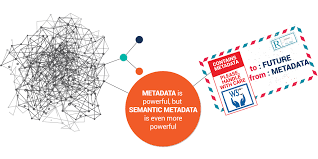 METADATA is
powerful, but
SEMANTIC METADATA
is even more
powerful
CONTAINS
METADATA
PLEASE
HANDLE
WITH CARE
to : FUTURE
from : METADATA
R